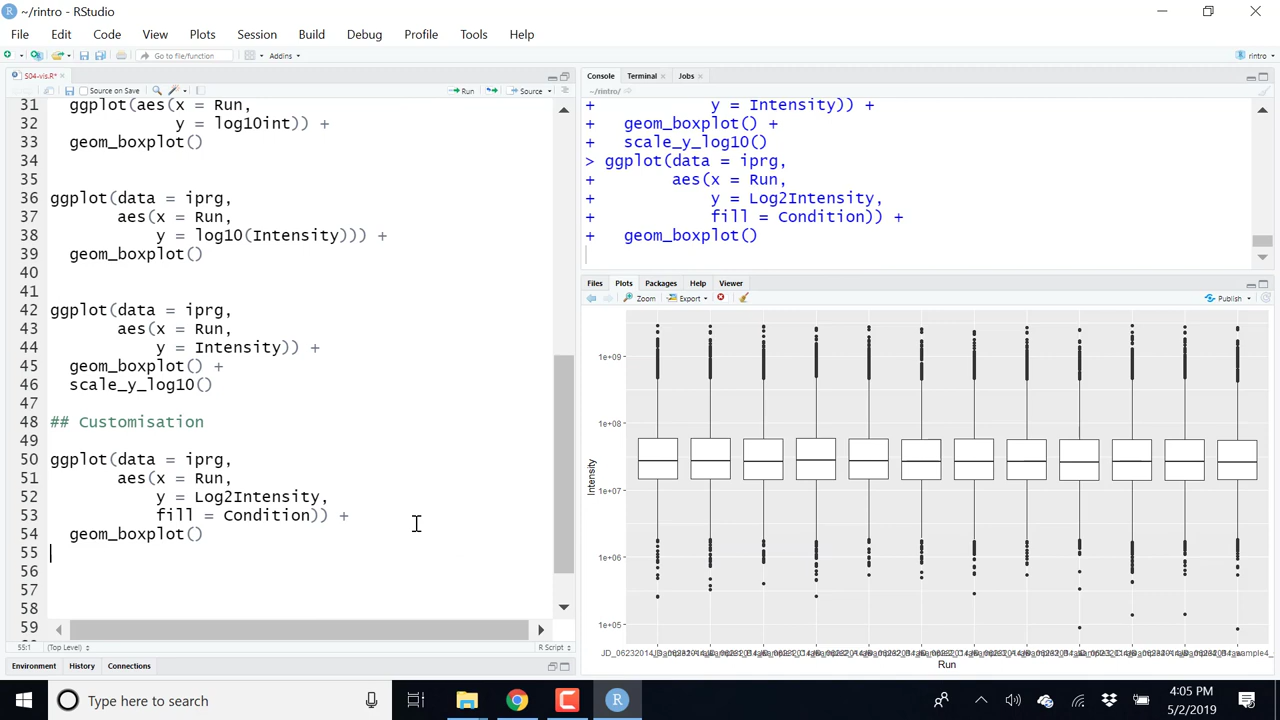 ~/rintro - RStudio
File Edit Code View Plots Session Build Debug Profile Tools Help
Go to file/function Addins rintro
S04-vis.R*
Source on Save Run Source
31 ggplot(aes(x = Run,
32 y = log10int)) +
33 geom_boxplot()
34
35
36 ggplot(data = iprg,
37 aes(x = Run,
38 y = log10(Intensity))) +
39 geom_boxplot()
40
41
42 ggplot(data = iprg,
43 aes(x = Run,
44 y = Intensity)) +
45 geom_boxplot() +
46 scale_y_log10()
47
48 ## Customisation
49
50 ggplot(data = iprg,
51 aes(x = Run,
52 y = Log2Intensity,
53 fill = Condition)) +
54 geom_boxplot()
55
56
57
58
59
55:1 (Top Level) R Script
Environment History Connections
Console Terminal Jobs
~/rintro/
+ y = Intensity)) +
+ geom_boxplot() +
+ scale_y_log10()
> ggplot(data = iprg,
+ aes(x = Run,
+ y = Log2Intensity,
+ fill = Condition)) +
+ geom_boxplot()
Files Plots Packages Help Viewer
Zoom Export Publish
1e+09
1e+08
1e+07
1e+06
1e+05
Intensity
Run
Type here to search
4:05 PM
5/2/2019